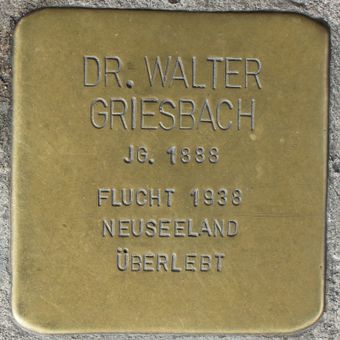 DR. WALTER
GRIESBACH
JG. 1888
FLUCHT 1938
NEUSEELAND
ÜBERLEBT